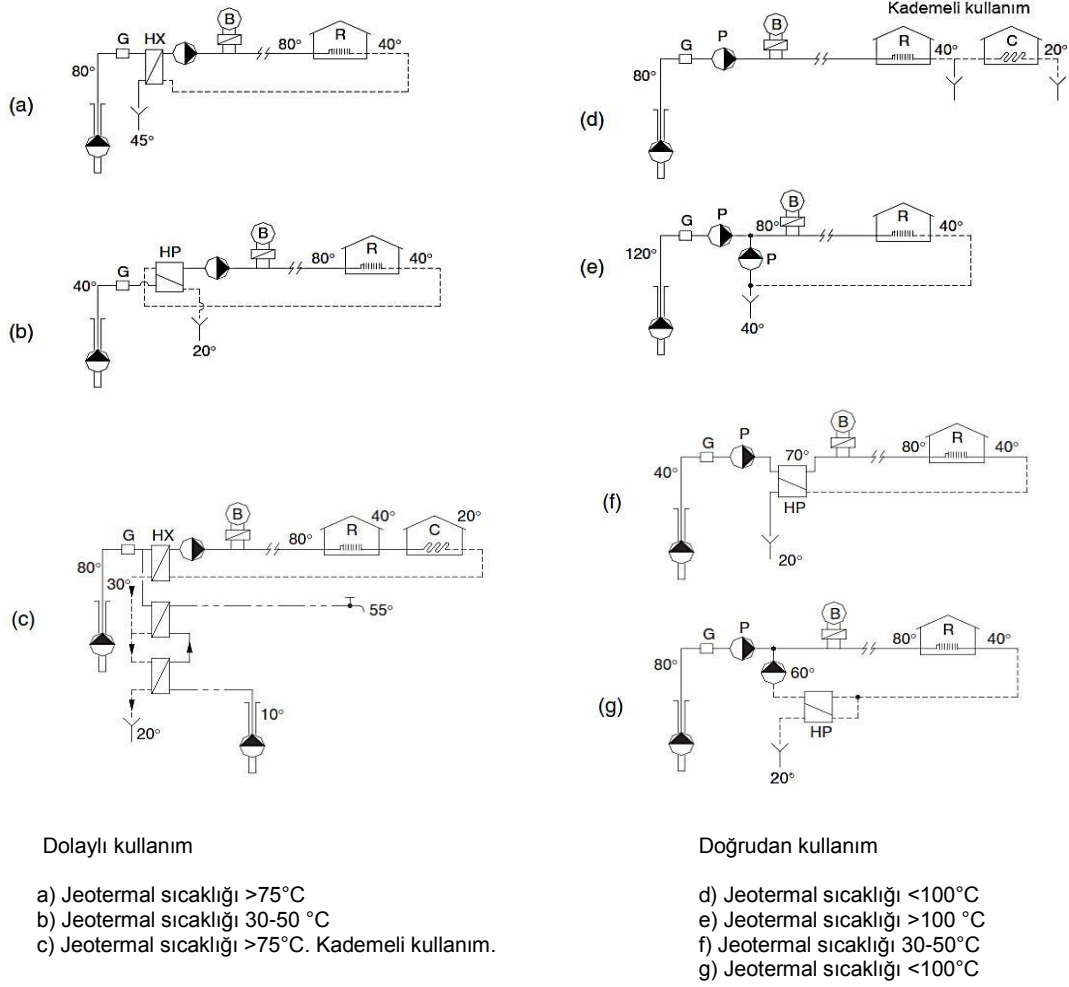 (a)
G HX
B
80°
80°
R
40°
45°
(b)
G
HP
B
40°
80°
R
40°
20°
(c)
G HX
B
80°
80°
R
40°
C
20°
30°
55°
20°
10°
Kademeli kullanım
(d)
G
P
B
80°
R
40°
C
20°
(e)
G
P
80°
B
120°
R
40°
P
40°
(f)
G
P
B
40°
70°
HP
80°
R
40°
20°
(g)
G
P
B
80°
80°
R
40°
60°
HP
20°
Dolaylı kullanım
a) Jeotermal sıcaklığı >75°C
b) Jeotermal sıcaklığı 30-50 °C
c) Jeotermal sıcaklığı >75°C. Kademeli kullanım.
Doğrudan kullanım
d) Jeotermal sıcaklığı <100°C
e) Jeotermal sıcaklığı >100 °C
f) Jeotermal sıcaklığı 30-50°C
g) Jeotermal sıcaklığı <100°C